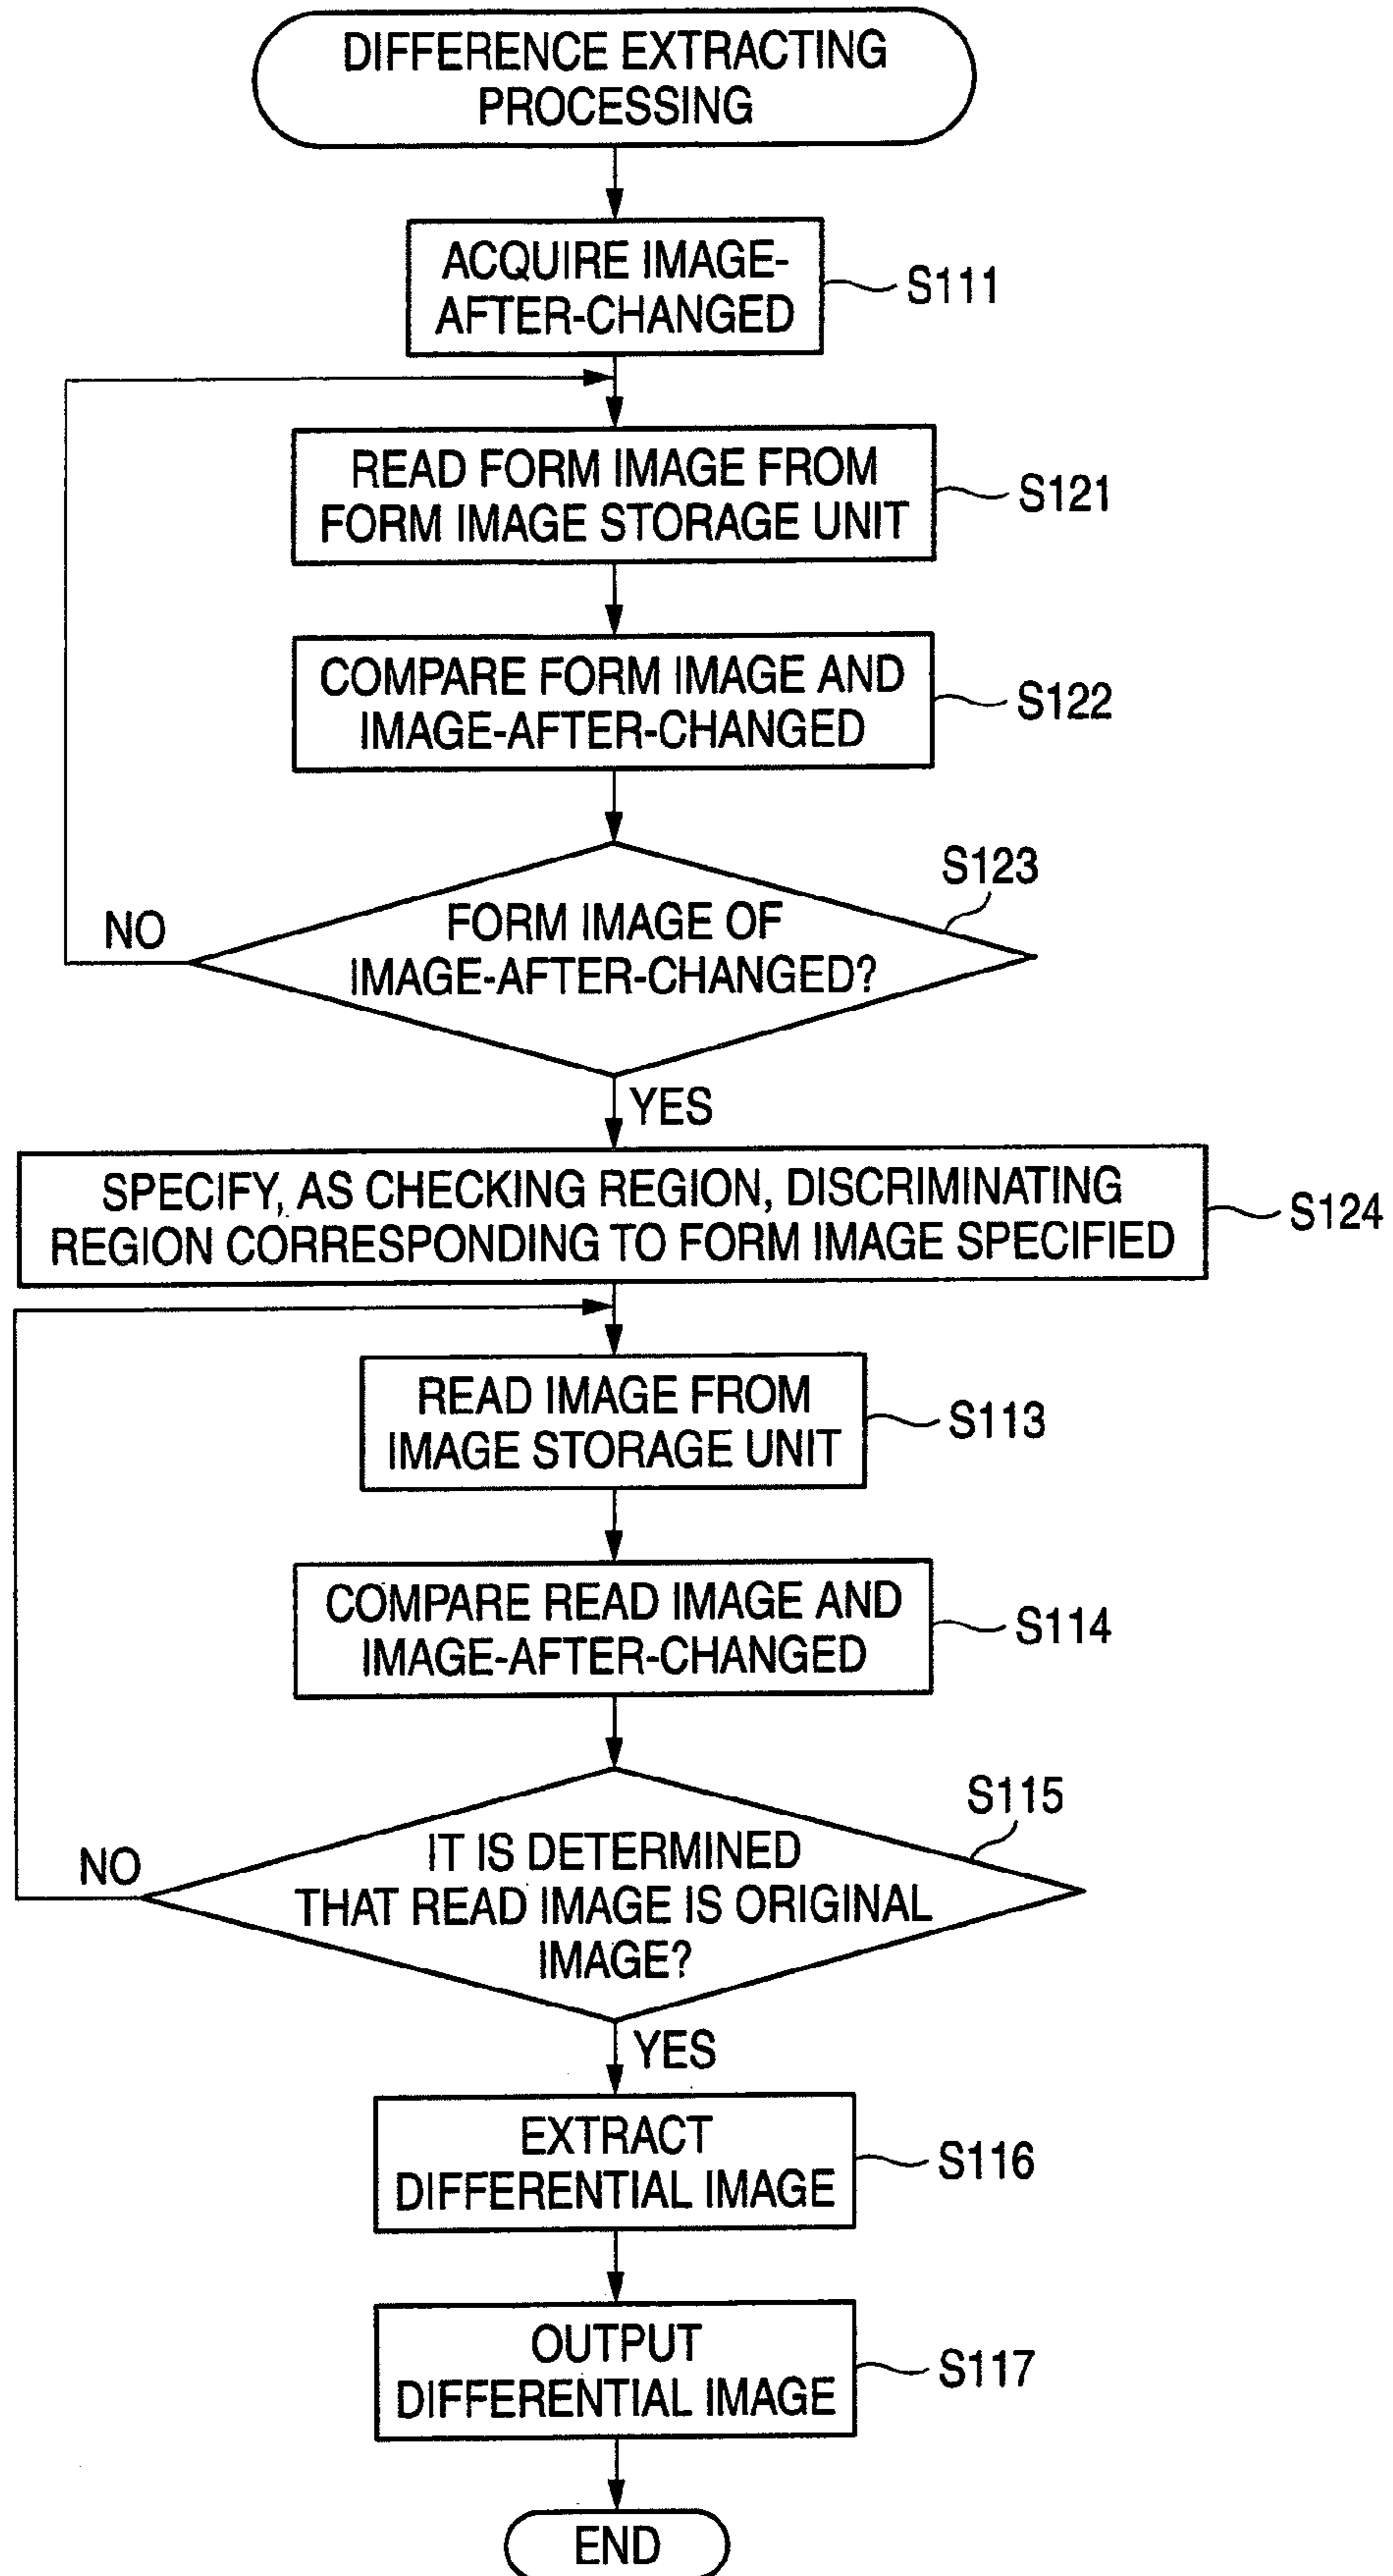 DIFFERENCE EXTRACTING
PROCESSING
ACQUIRE IMAGE-
AFTER-CHANGED
S111
READ FORM IMAGE FROM
FORM IMAGE STORAGE UNIT
S121
COMPARE FORM IMAGE AND
IMAGE-AFTER-CHANGED
S122
S123
FORM IMAGE OF
IMAGE-AFTER-CHANGED?
NO
YES
SPECIFY, AS CHECKING REGION, DISCRIMINATING
REGION CORRESPONDING TO FORM IMAGE SPECIFIED
S124
READ IMAGE FROM
IMAGE STORAGE UNIT
S113
COMPARE READ IMAGE AND
IMAGE-AFTER-CHANGED
S114
S115
IT IS DETERMINED
THAT READ IMAGE IS ORIGINAL
IMAGE?
NO
YES
EXTRACT
DIFFERENTIAL IMAGE
S116
OUTPUT
DIFFERENTIAL IMAGE
S117
END